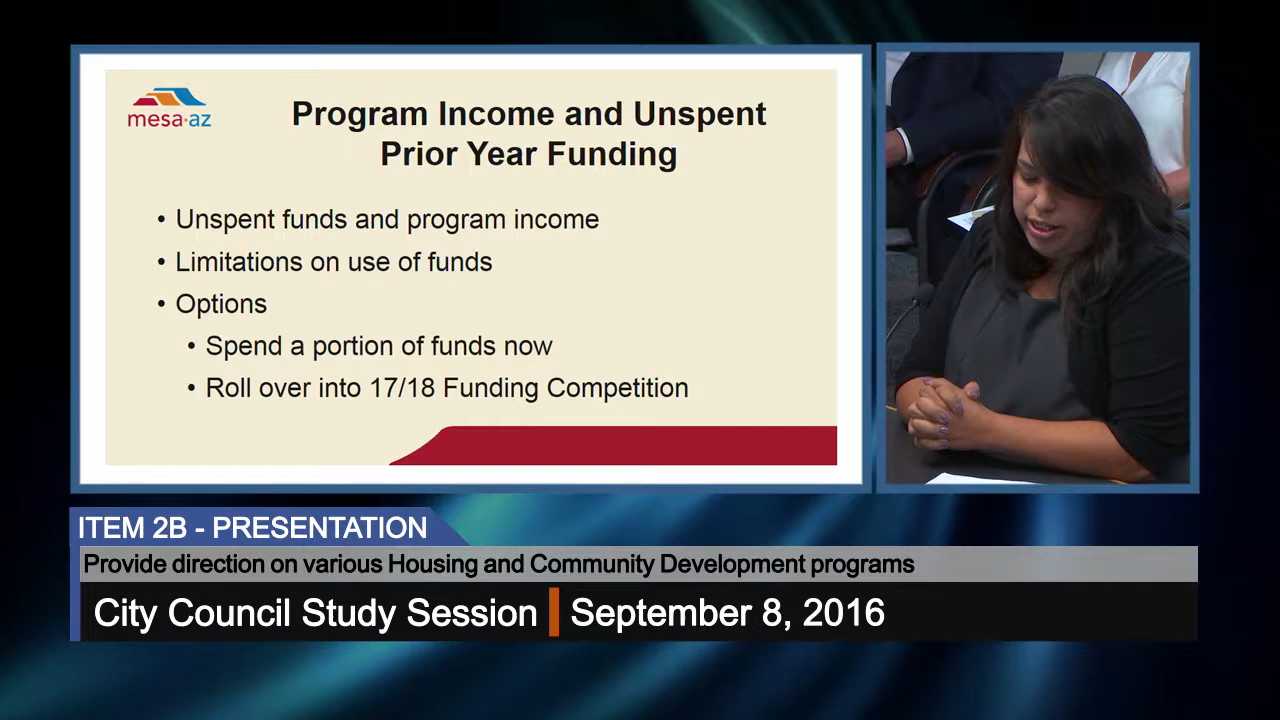 mesa·az
Program Income and Unspent
Prior Year Funding
• Unspent funds and program income
• Limitations on use of funds
• Options
• Spend a portion of funds now
• Roll over into 17/18 Funding Competition
ITEM 2B - PRESENTATION
Provide direction on various Housing and Community Development programs
City Council Study Session
September 8, 2016